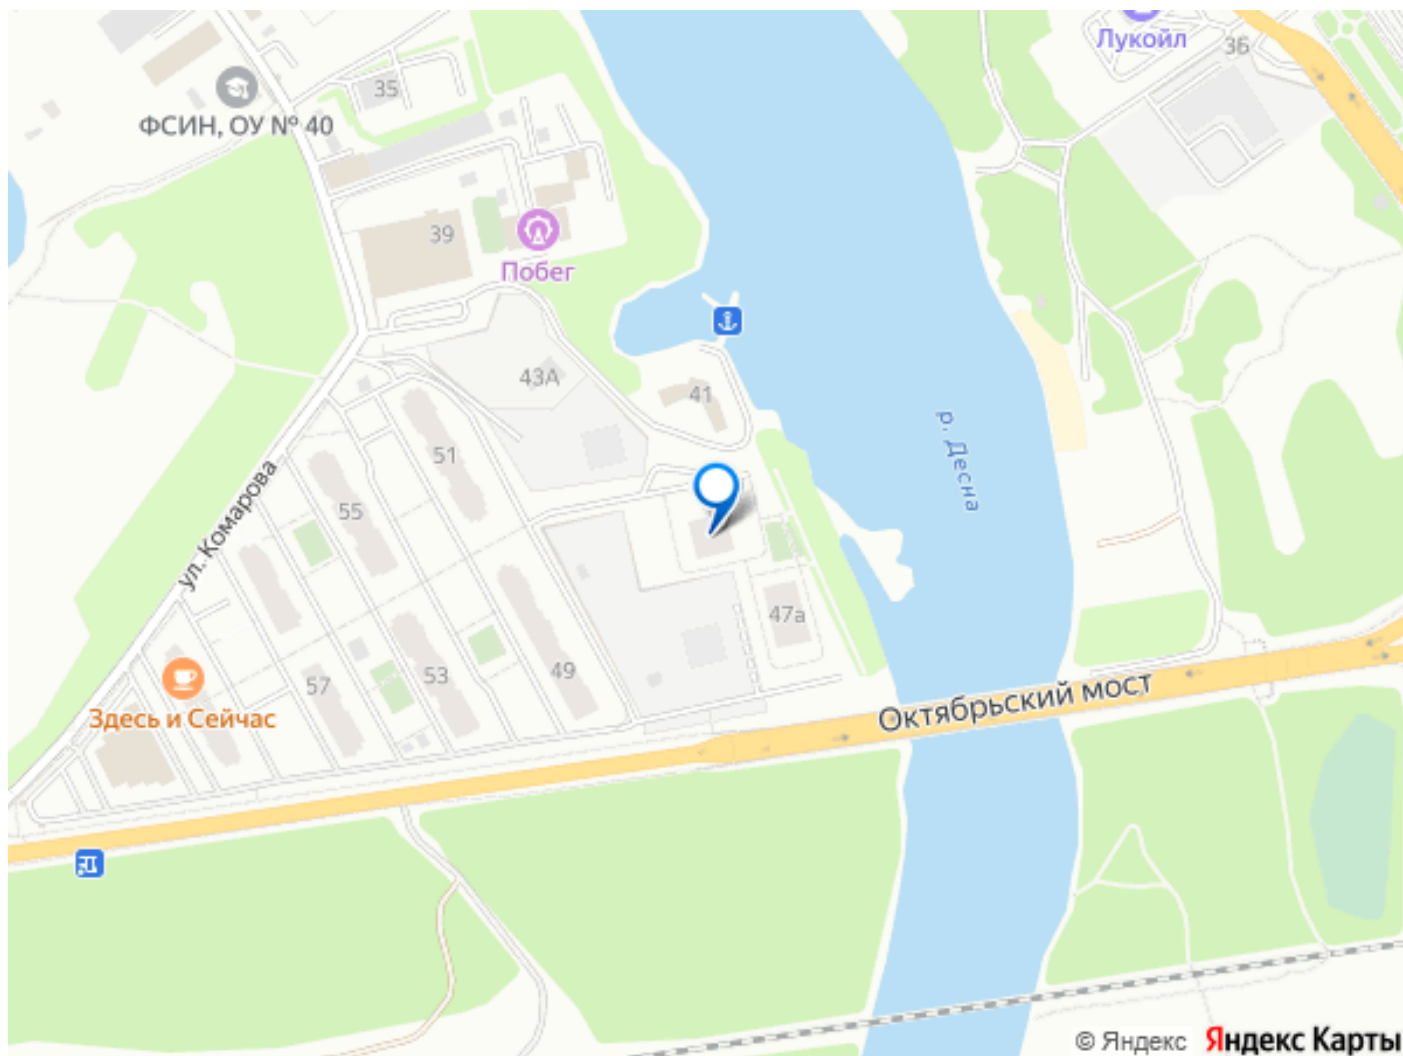 Лукойл
36
35
ФСИН, ОУ № 40
39
Побег
43А
41
р. Десна
51
55
ул. Комарова
47а
49
53
57
Здесь и Сейчас
Октябрьский мост
© Яндекс Яндекс Карты